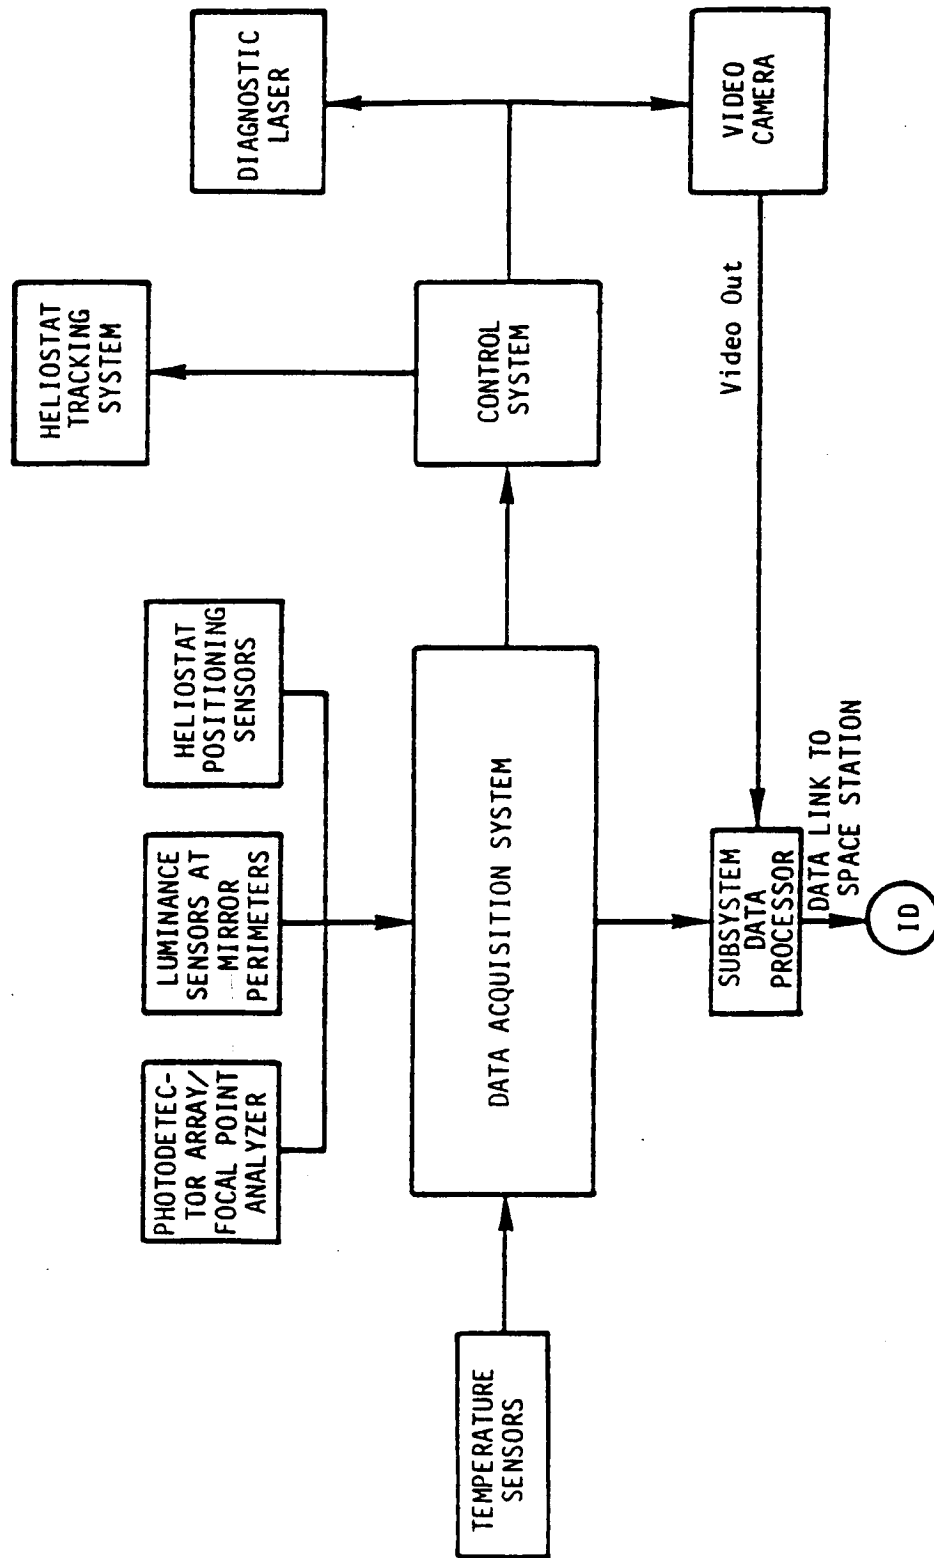 PHOTODETEC-
TOR ARRAY/
FOCAL POINT
ANALYZER
LUMINANCE
SENSORS AT
MIRROR
PERIMETERS
HELIOSTAT
POSITIONING
SENSORS
HELIOSTAT
TRACKING
SYSTEM
DIAGNOSTIC
LASER
TEMPERATURE
SENSORS
DATA ACQUISITION SYSTEM
CONTROL
SYSTEM
VIDEO
CAMERA
Video Out
SUBSYSTEM
DATA
PROCESSOR
DATA LINK TO
SPACE STATION
ID